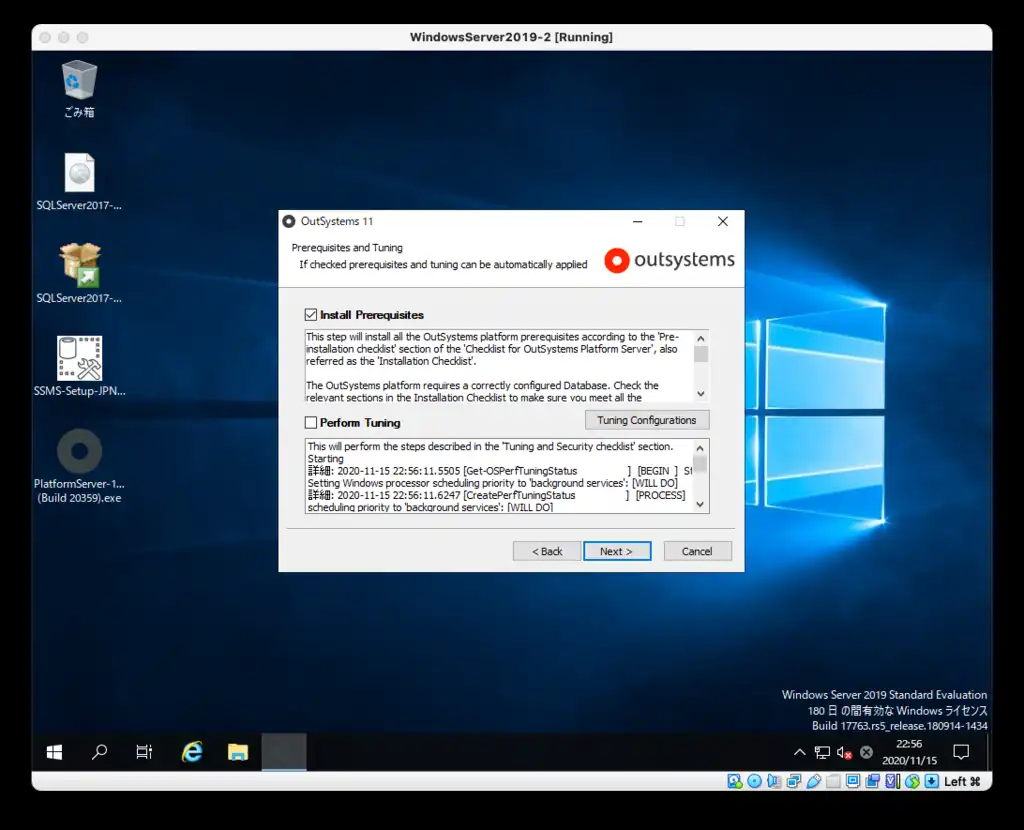 WindowsServer2019-2 [Running]
ごみ箱
SQLServer2017-...
SQLServer2017-...
SSMS-Setup-JPN...
PlatformServer-1...
(Build 20359).exe
OutSystems 11
Prerequisites and Tuning
If checked prerequisites and tuning can be automatically applied
outsystems
Install Prerequisites
This step will install all the OutSystems platform prerequisites according to the 'Pre-
installation checklist' section of the 'Checklist for OutSystems Platform Server', also
referred as the 'Installation Checklist'.
The OutSystems platform requires a correctly configured Database. Check the
relevant sections in the Installation Checklist to make sure you meet all the
Perform Tuning
Tuning Configurations
This will perform the steps described in the 'Tuning and Security checklist' section.
Starting
詳細: 2020-11-15 22:56:11.5505 [Get-OSPerfTuningStatus ] [BEGIN ]
Setting Windows processor scheduling priority to 'background services': [WILL DO]
詳細: 2020-11-15 22:56:11.6247 [CreatePerfTuningStatus ] [PROCESS]
scheduling priority to 'background services': [WILL DO]
< Back
Next >
Cancel
Windows Server 2019 Standard Evaluation
180 日 の間有効な Windows ライセンス
Build 17763.rs5_release.180914-1434
22:56
2020/11/15
Left ⌘